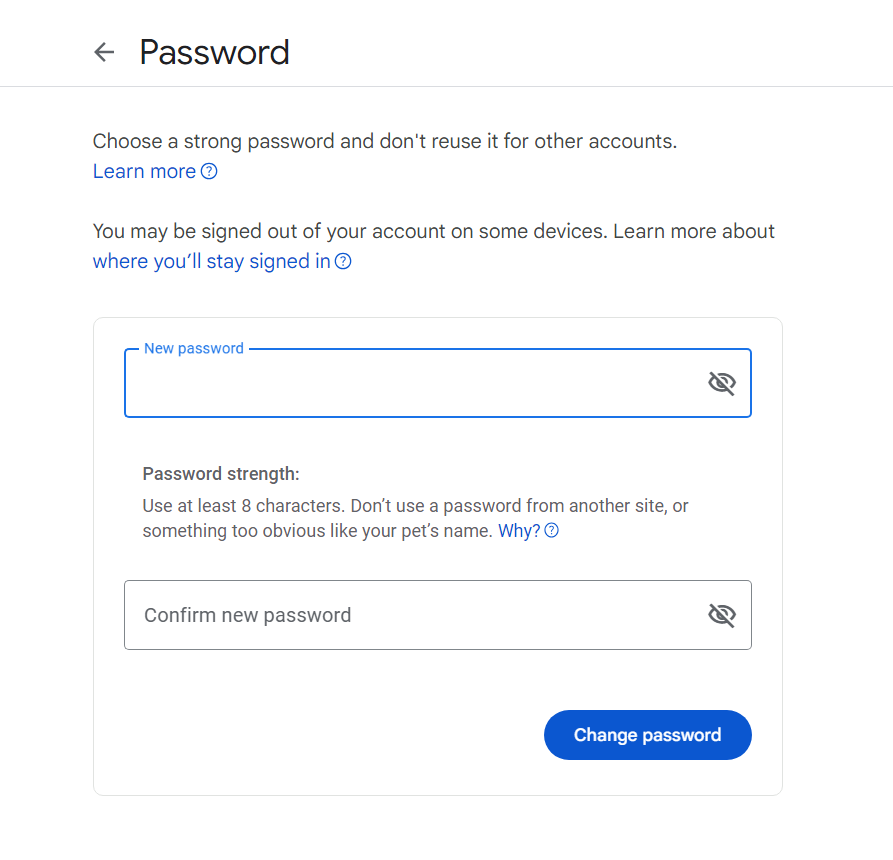 Password
Choose a strong password and don't reuse it for other accounts.
Learn more
You may be signed out of your account on some devices. Learn more about
where you’ll stay signed in
New password
Password strength:
Use at least 8 characters. Don’t use a password from another site, or
something too obvious like your pet’s name. Why?
Confirm new password
Change password